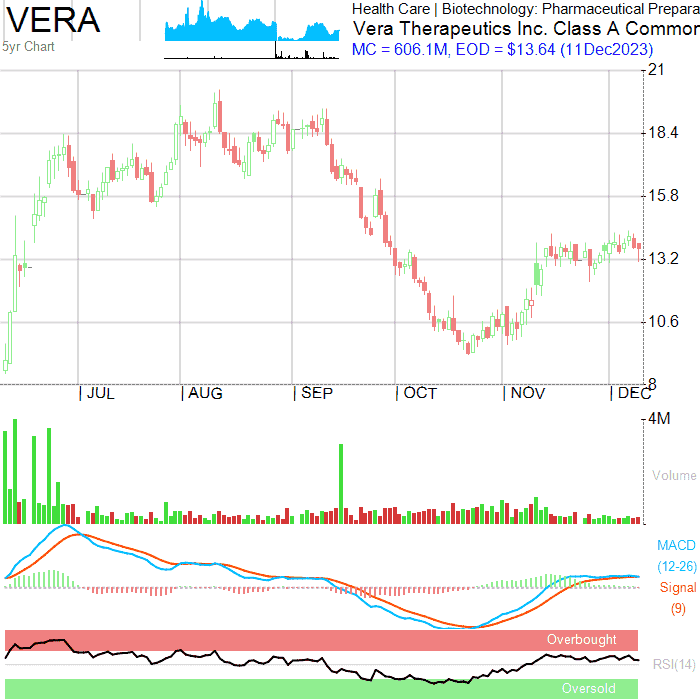 VERA
5yr Chart
Health Care | Biotechnology: Pharmaceutical Prepara
Vera Therapeutics Inc. Class A Common
MC = 606.1M, EOD = $13.64 (11Dec2023)
21
18.4
15.8
13.2
10.6
8
| JUL | AUG | SEP | OCT | NOV | DEC
4M
Volume
MACD
(12-26)
Signal
(9)
Overbought
RSI(14)
Oversold